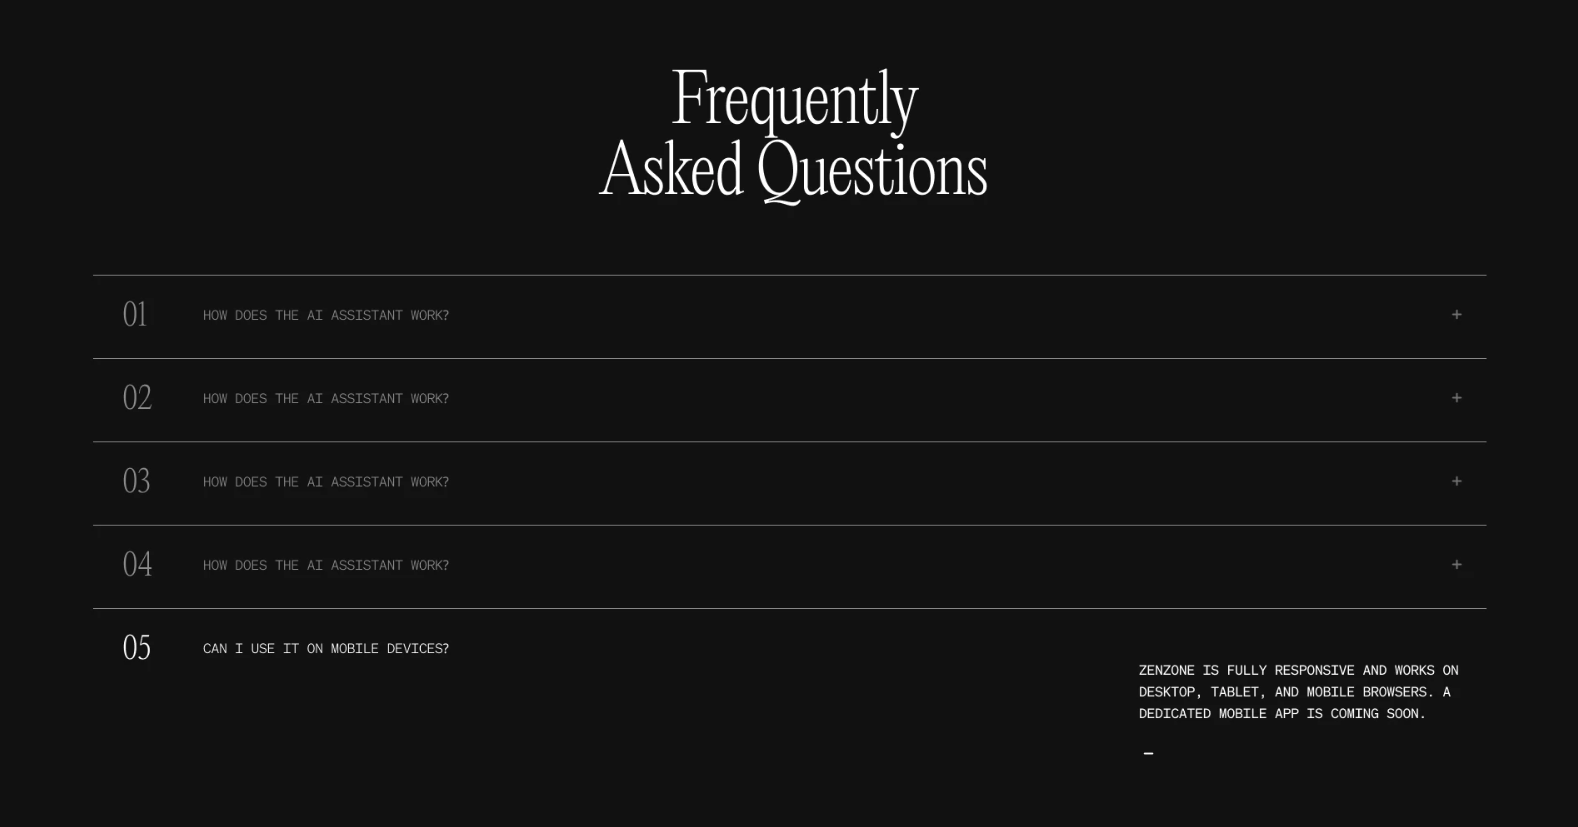 Frequently
Asked Questions
01 HOW DOES THE AI ASSISTANT WORK? +
02 HOW DOES THE AI ASSISTANT WORK? +
03 HOW DOES THE AI ASSISTANT WORK? +
04 HOW DOES THE AI ASSISTANT WORK? +
05 CAN I USE IT ON MOBILE DEVICES?
ZENZONE IS FULLY RESPONSIVE AND WORKS ON
DESKTOP, TABLET, AND MOBILE BROWSERS. A
DEDICATED MOBILE APP IS COMING SOON.
–